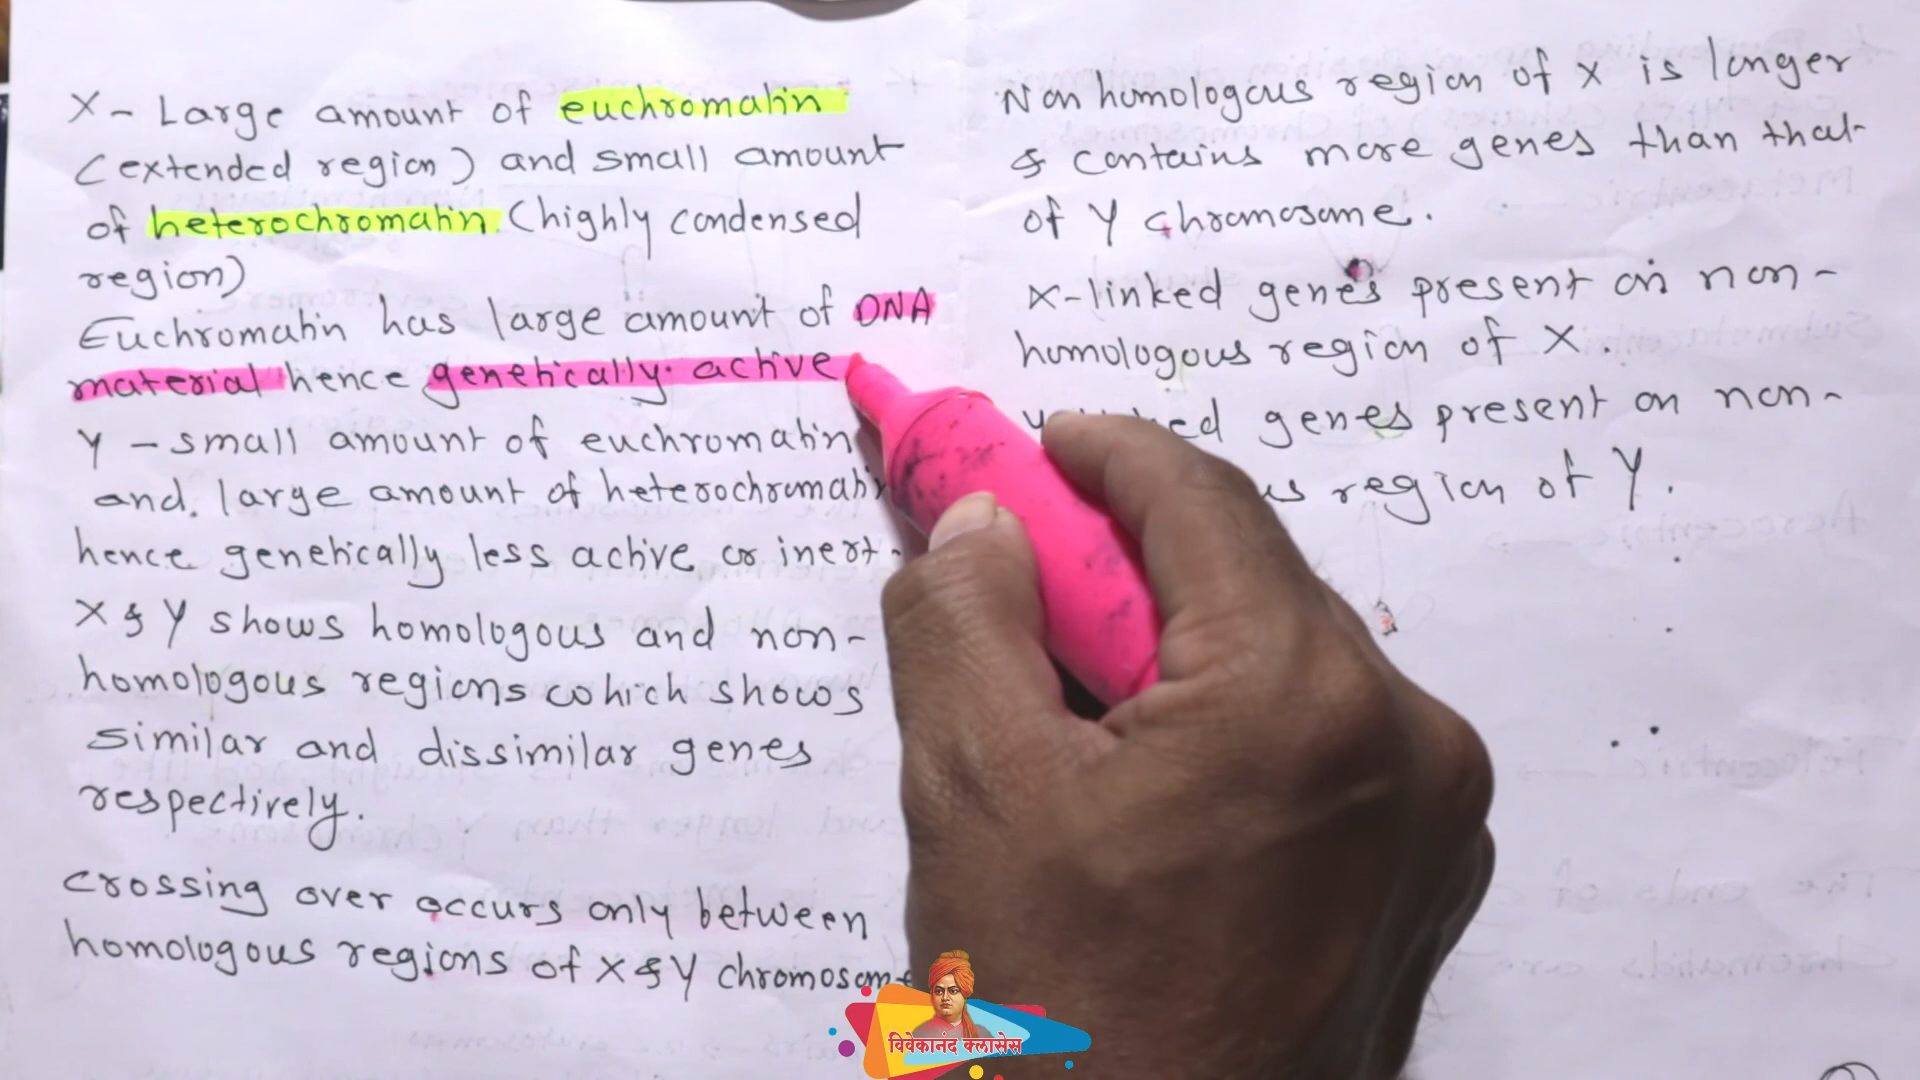 X - Large amount of euchromatin
(extended region) and small amount
of heterochromatin (highly condensed
region)
Euchromatin has large amount of DNA
material hence genetically active
Y - small amount of euchromatin
and large amount of heterochromatin
hence genetically less active or inert.
X & Y shows homologous and non-
homologous regions which shows
similar and dissimilar genes
respectively.
crossing over occurs only between
homologous regions of X & Y chromosome
Non homologous region of X is longer
& contains more genes than that
of Y chromosome.
X-linked genes present on non-
homologous region of X.
genes present on non-
region of Y.
विवेकानंद क्लासेस